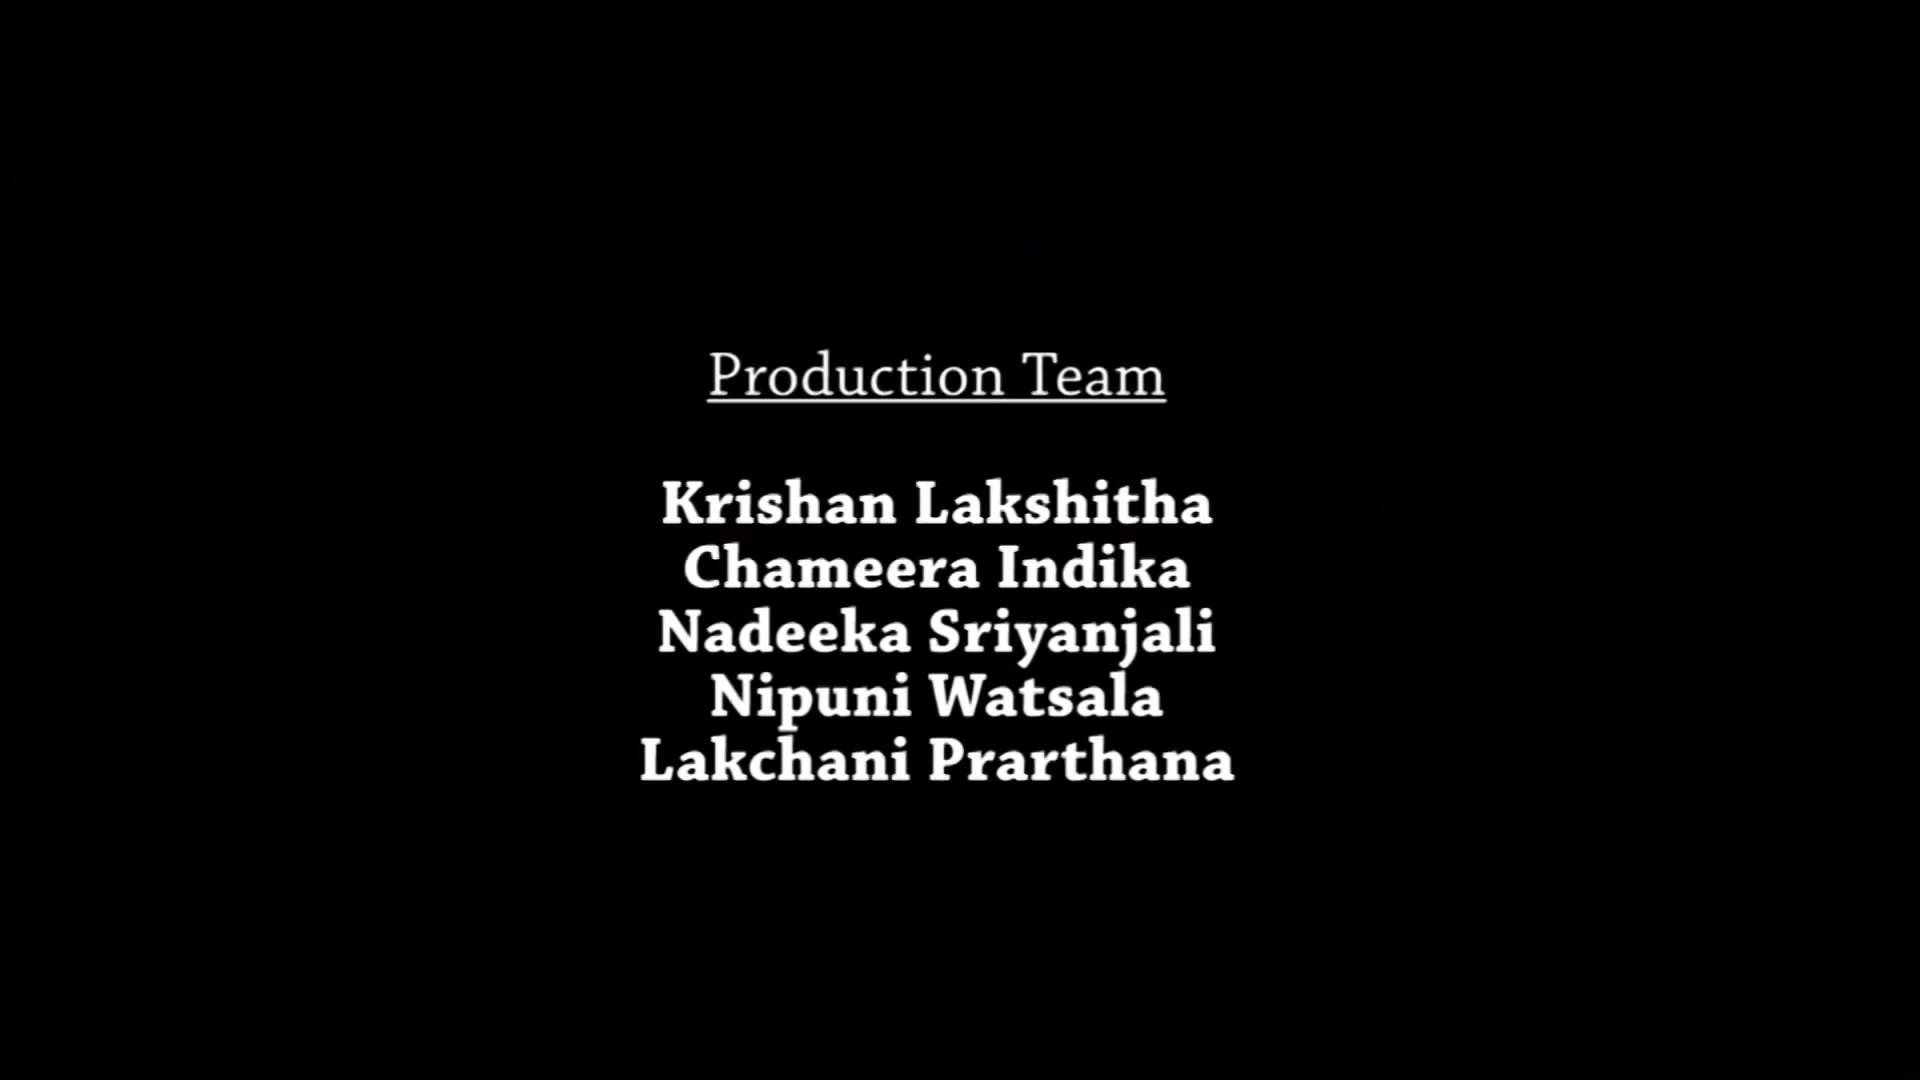 Production Team
Krishan Lakshitha
Chameera Indika
Nadeeka Sriyanjali
Nipuni Watsala
Lakchani Prarthana